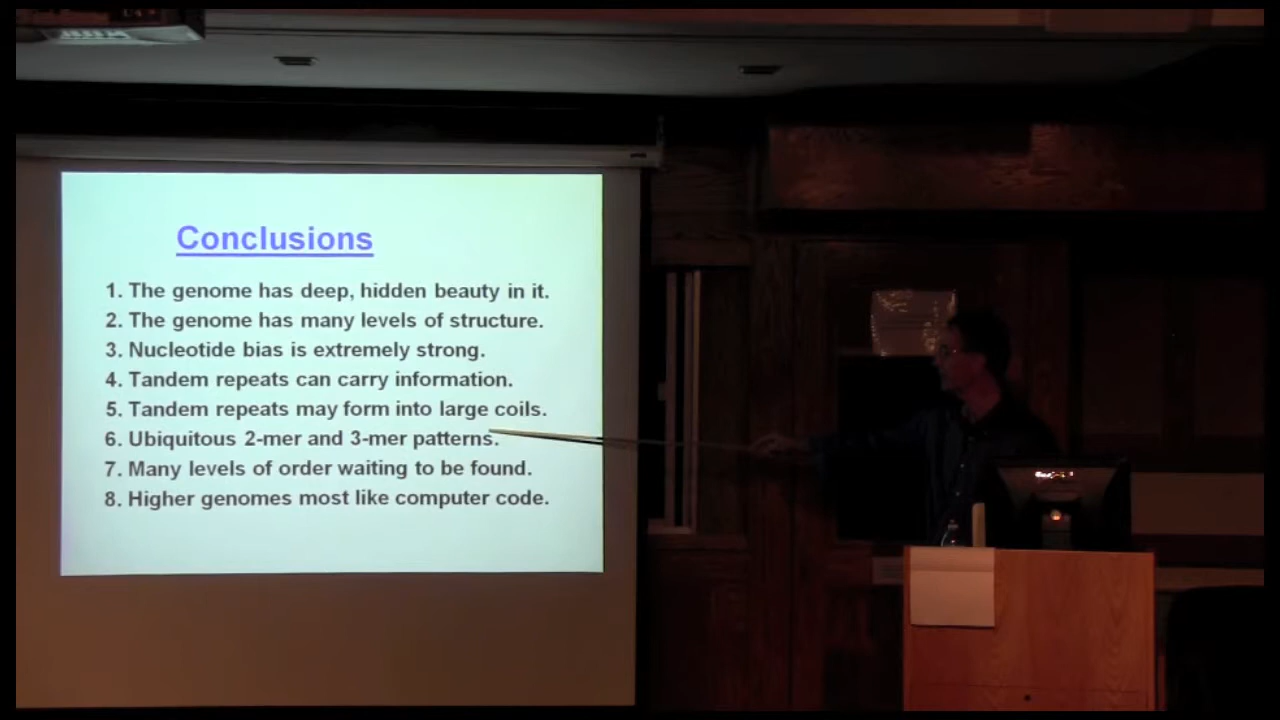 Conclusions
1. The genome has deep, hidden beauty in it.
2. The genome has many levels of structure.
3. Nucleotide bias is extremely strong.
4. Tandem repeats can carry information.
5. Tandem repeats may form into large coils.
6. Ubiquitous 2-mer and 3-mer patterns.
7. Many levels of order waiting to be found.
8. Higher genomes most like computer code.